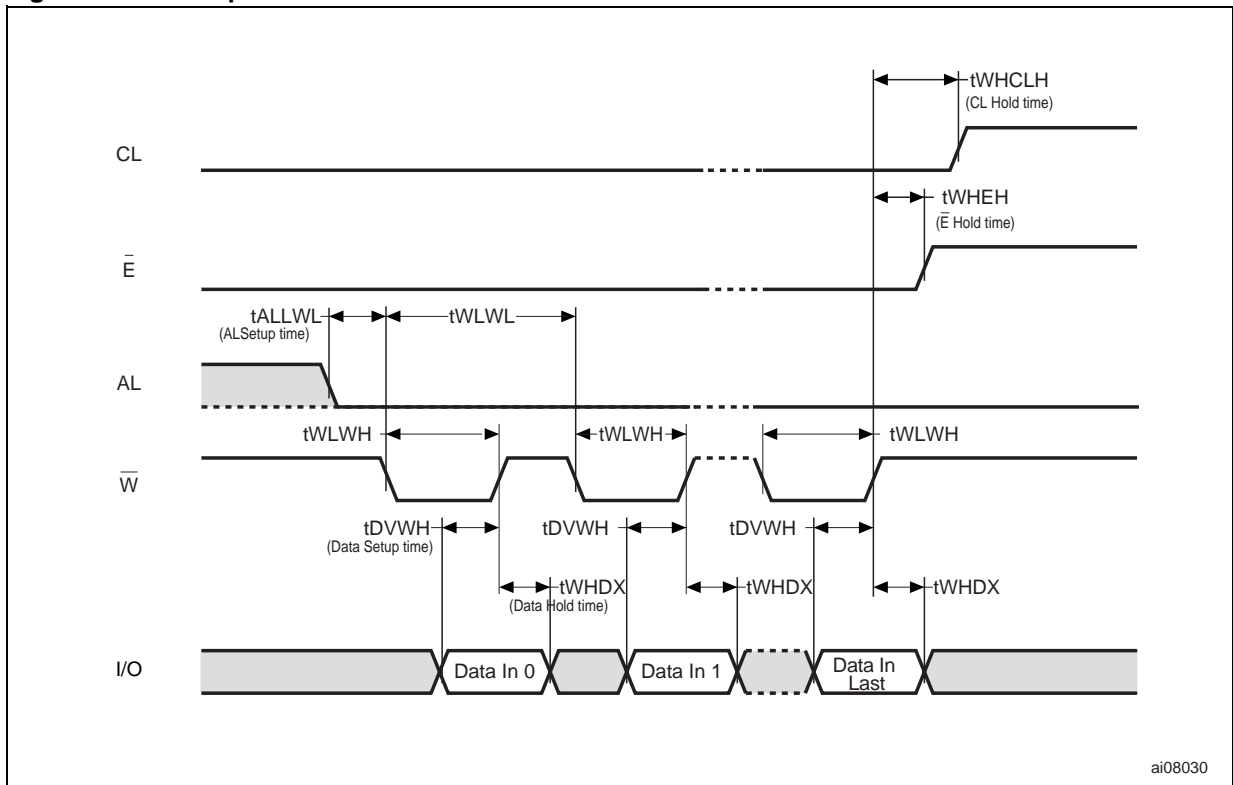 tWHCLH
(CL Hold time)
CL
tWHEH
(E̅ Hold time)
E̅
tALLWL
tWLWL
(ALSetup time)
AL
tWLWH
tWLWH
tWLWH
W̅
tDVWH
tDVWH
tDVWH
(Data Setup time)
tWHDX
tWHDX
tWHDX
(Data Hold time)
I/O
Data In 0
Data In 1
Data In
Last
ai08030